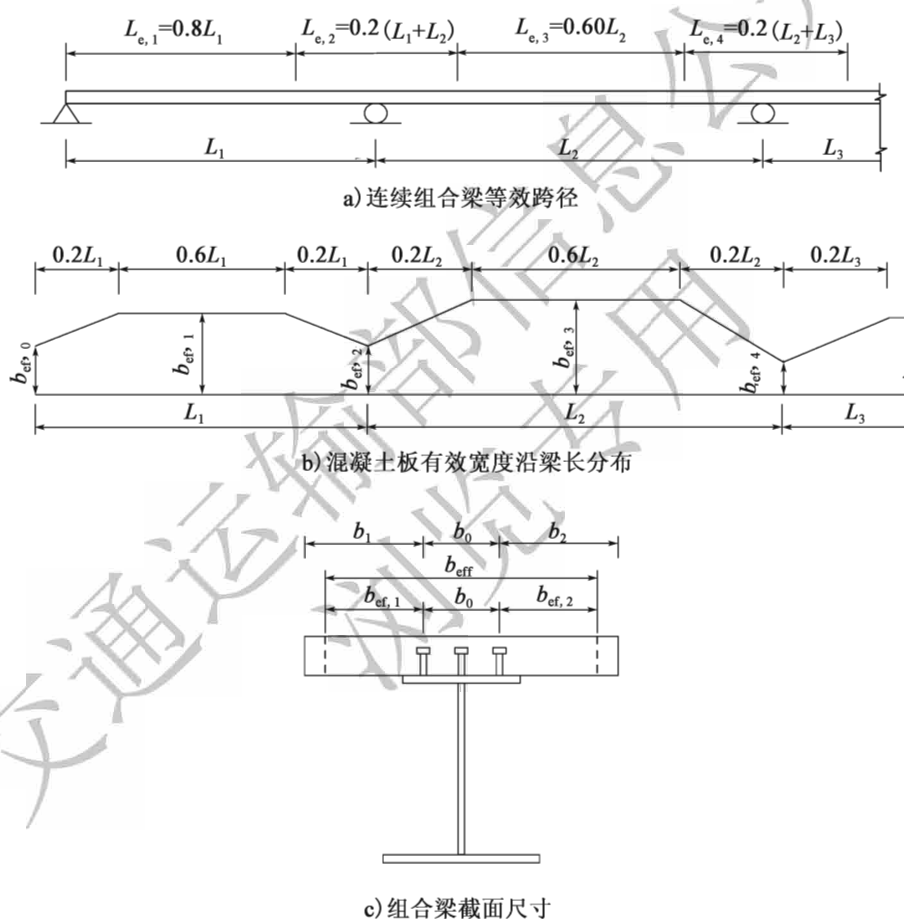 L_{e,1}=0.8L_1 L_{e,2}=0.2(L_1+L_2) L_{e,3}=0.60L_2 L_{e,4}=0.2(L_2+L_3)
L_1 L_2 L_3
a)连续组合梁等效跨径
0.2L_1 0.6L_1 0.2L_1 0.2L_2 0.6L_2 0.2L_2 0.2L_3
b_{ef,0} b_{ef,1} b_{ef,2} b_{ef,3} b_{ef,4}
L_1 L_2 L_3
b)混凝土板有效宽度沿梁长分布
b_1 b_0 b_2
b_{eff}
b_{ef,1} b_0 b_{ef,2}
c)组合梁截面尺寸
交通运输部信息公
浏览专用